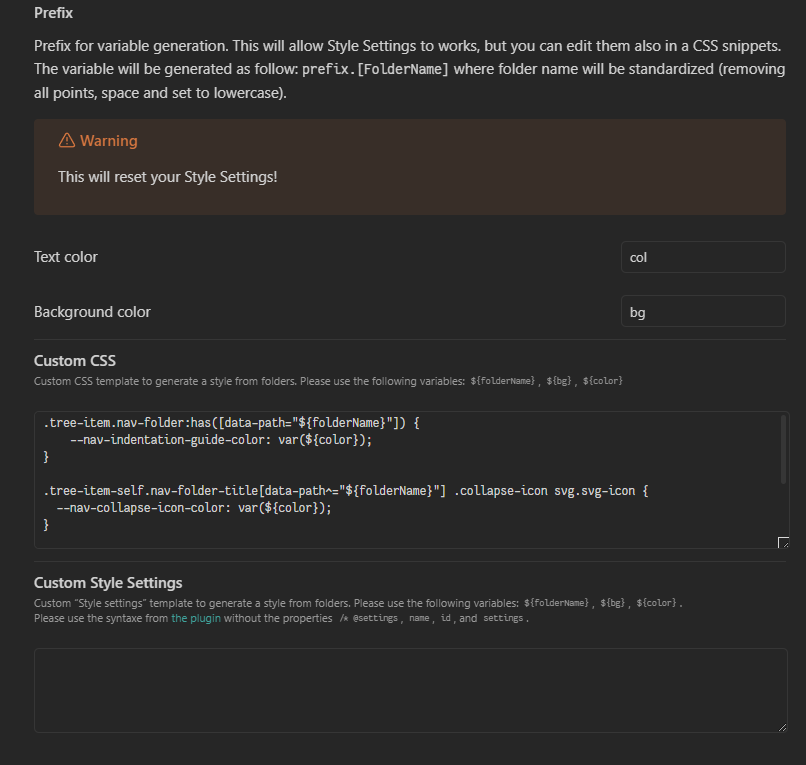 Prefix
Prefix for variable generation. This will allow Style Settings to works, but you can edit them also in a CSS snippets.
The variable will be generated as follow: prefix.[FolderName] where folder name will be standardized (removing
all points, space and set to lowercase).
Warning
This will reset your Style Settings!
Text color
col
Background color
bg
Custom CSS
Custom CSS template to generate a style from folders. Please use the following variables: ${folderName}, ${bg}, ${color}
.tree-item.nav-folder:has([data-path="${folderName}"]) {
    --nav-indentation-guide-color: var(${color});
}
.tree-item-self.nav-folder-title[data-path^="${folderName}"] .collapse-icon svg.svg-icon {
  --nav-collapse-icon-color: var(${color});
}
Custom Style Settings
Custom "Style settings" template to generate a style from folders. Please use the following variables: ${folderName}, ${bg}, ${color}.
Please use the syntaxe from the plugin without the properties /* @settings, name, id, and settings.